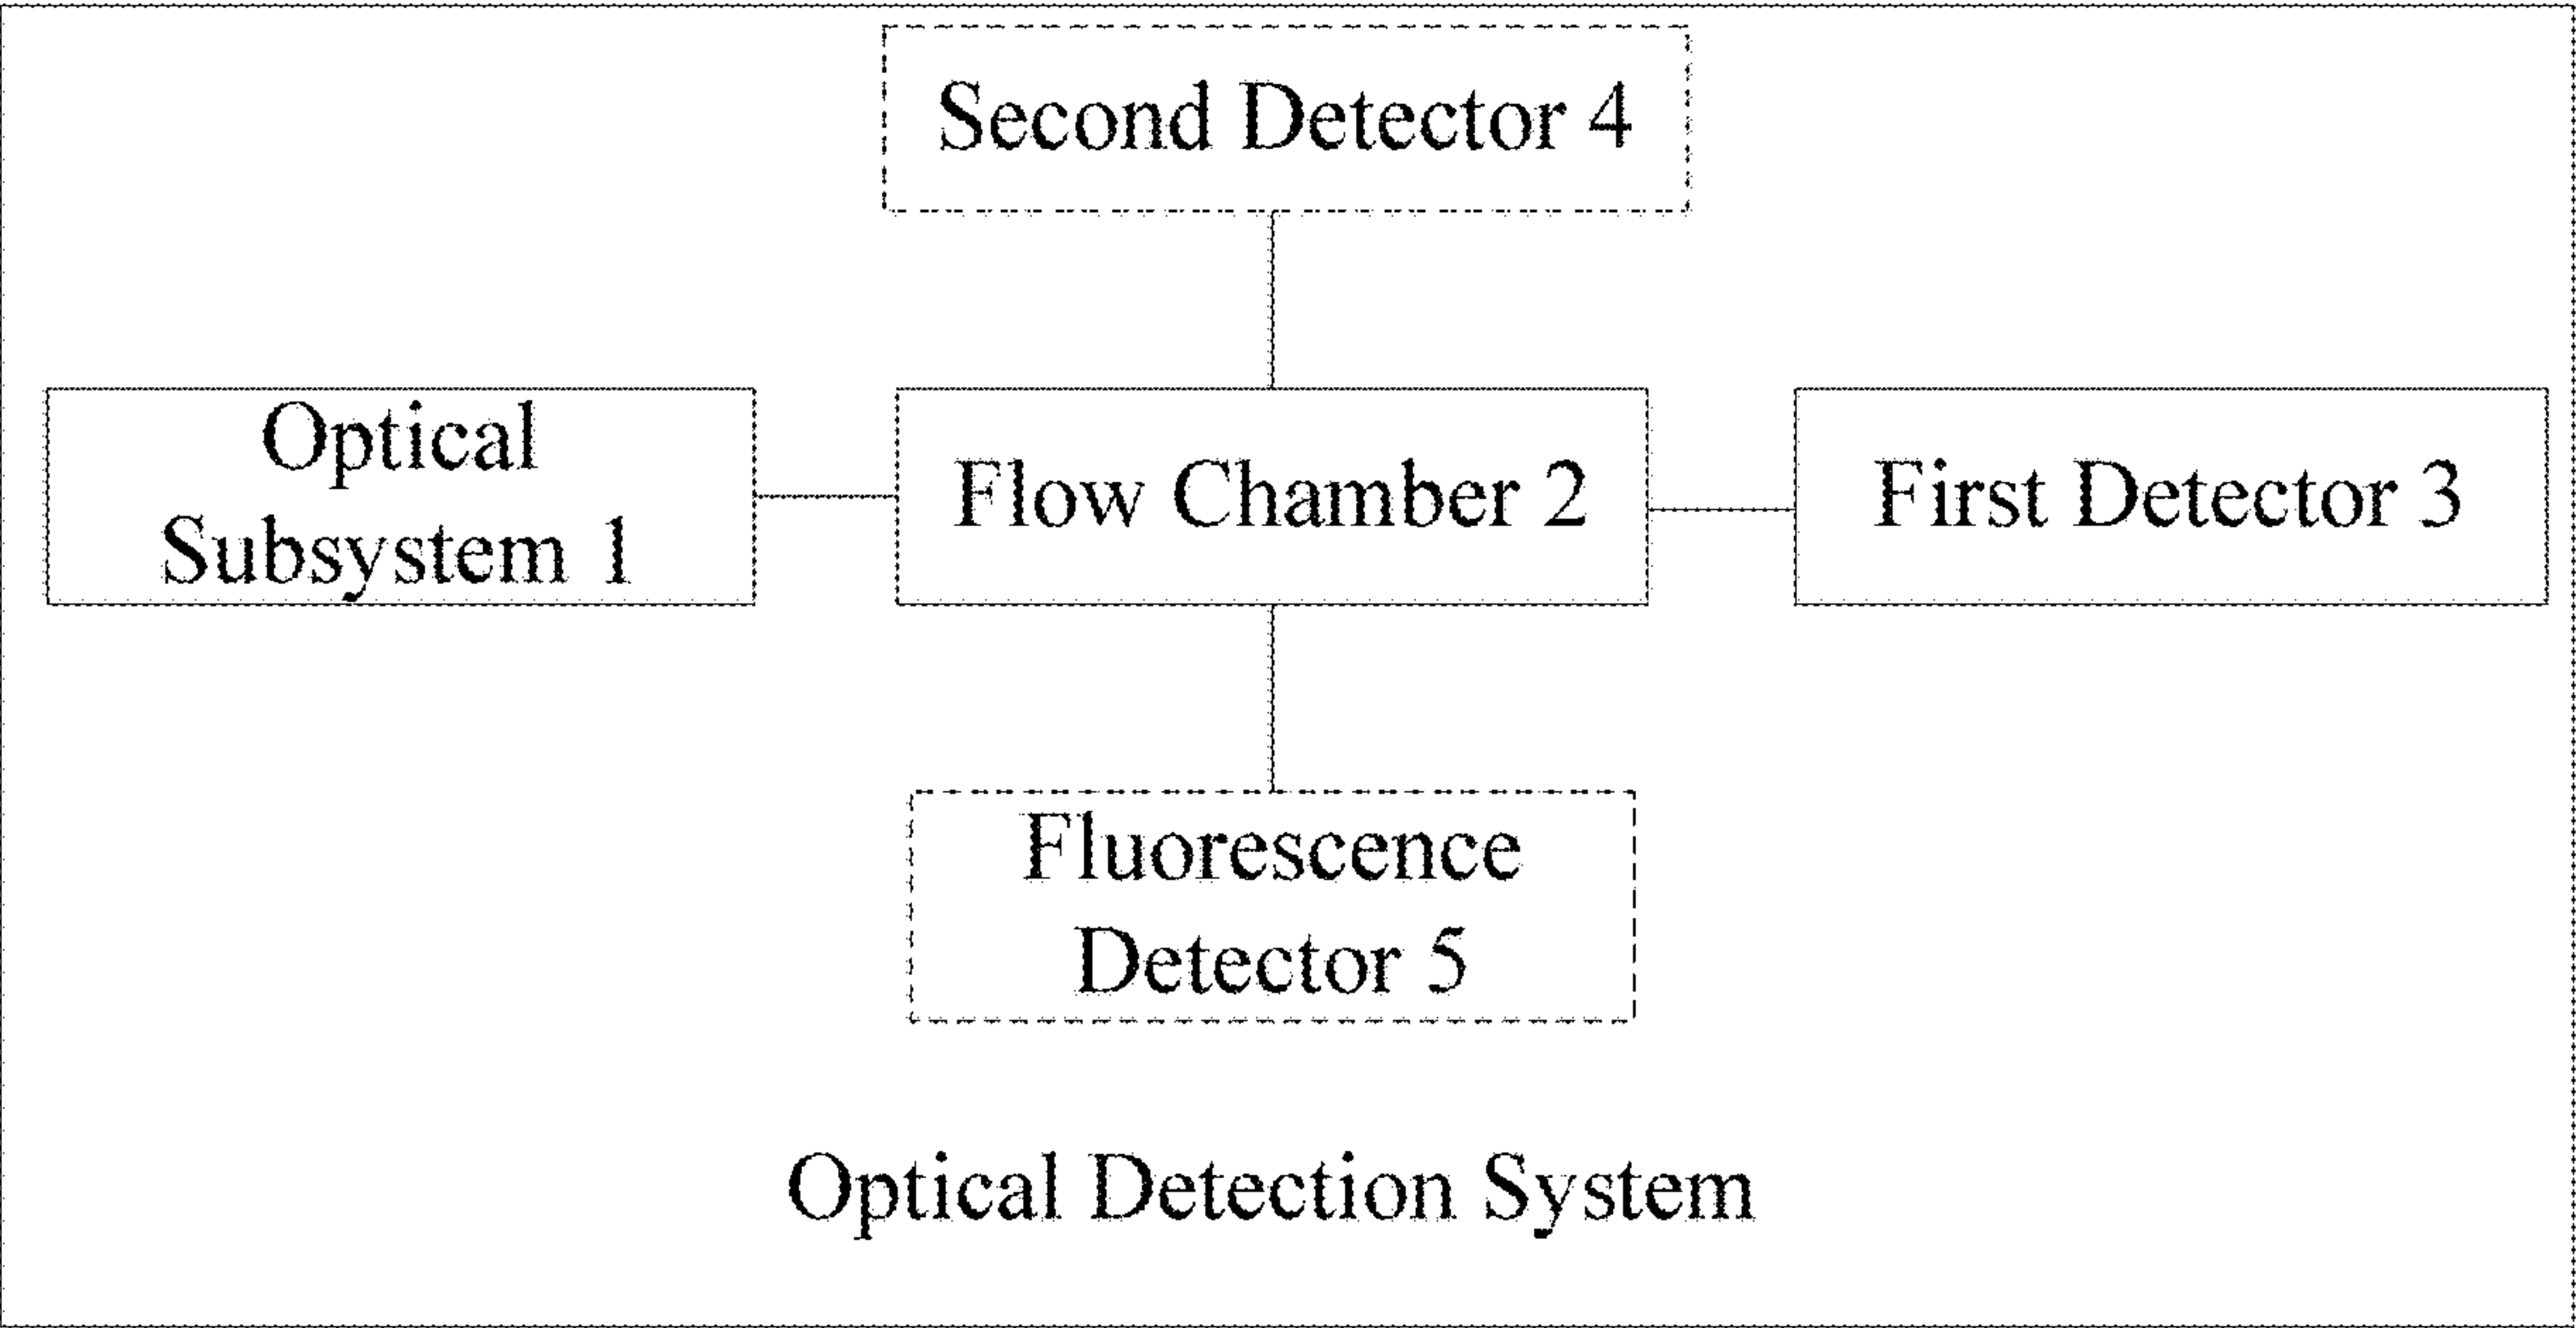 Second Detector 4
Optical
Subsystem 1
Flow Chamber 2
First Detector 3
Fluorescence
Detector 5
Optical Detection System